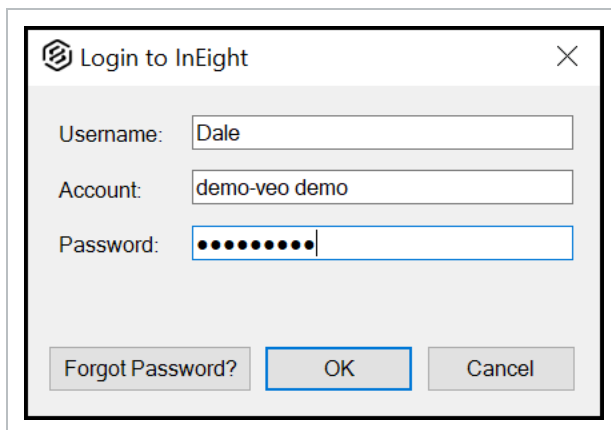 Login to InEight
Username: Dale
Account: demo-veo demo
Password: ●●●●●●●●●
Forgot Password? OK Cancel